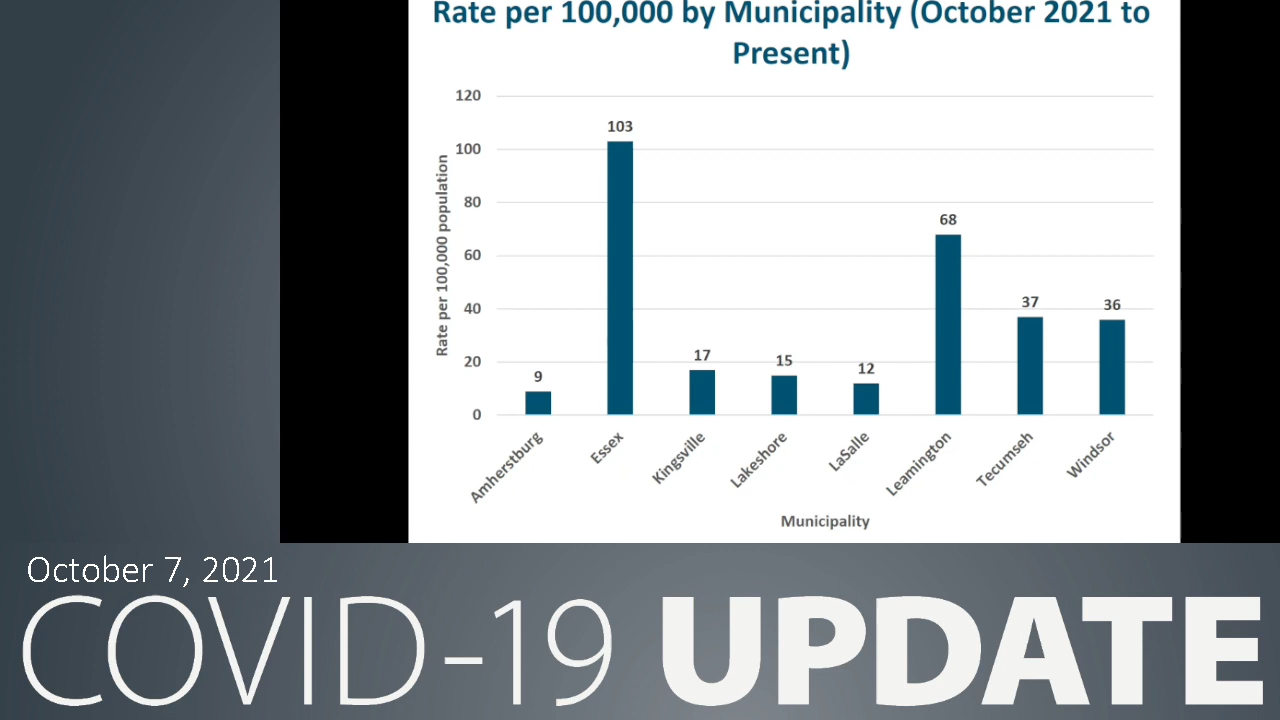 Rate per 100,000 by Municipality (October 2021 to
Present)
Rate per 100,000 population
120
100
80
60
40
20
0
9
103
17
15
12
68
37
36
Amherstburg
Essex
Kingsville
Lakeshore
LaSalle
Leamington
Tecumseh
Windsor
Municipality
October 7, 2021
COVID-19 UPDATE